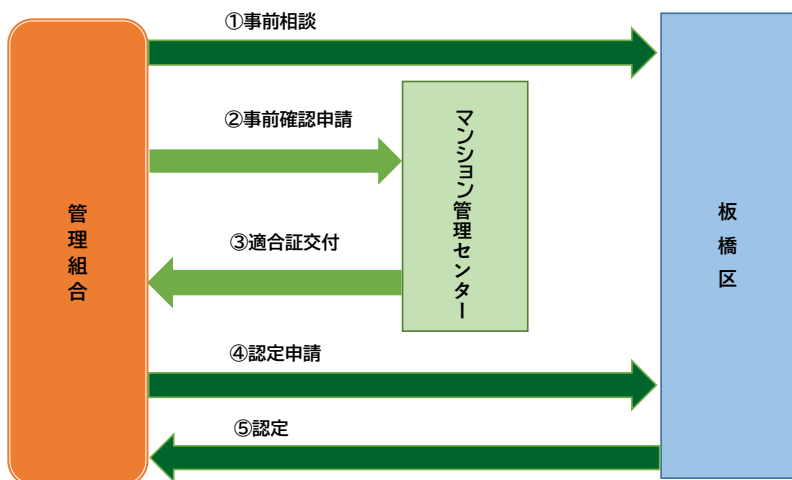 ①事前相談
②事前確認申請
マンション管理センター
管理組合
板橋区
③適合証交付
④認定申請
⑤認定